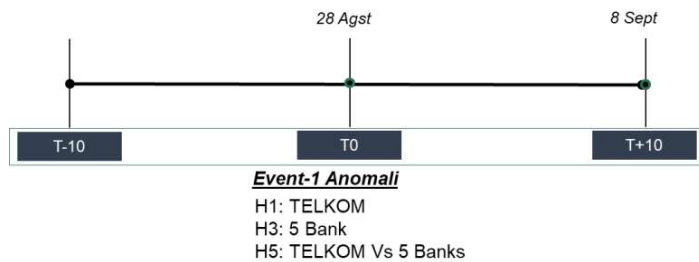 28 Agst
8 Sept
T-10
T0
T+10
Event-1 Anomali
H1: TELKOM
H3: 5 Bank
H5: TELKOM Vs 5 Banks